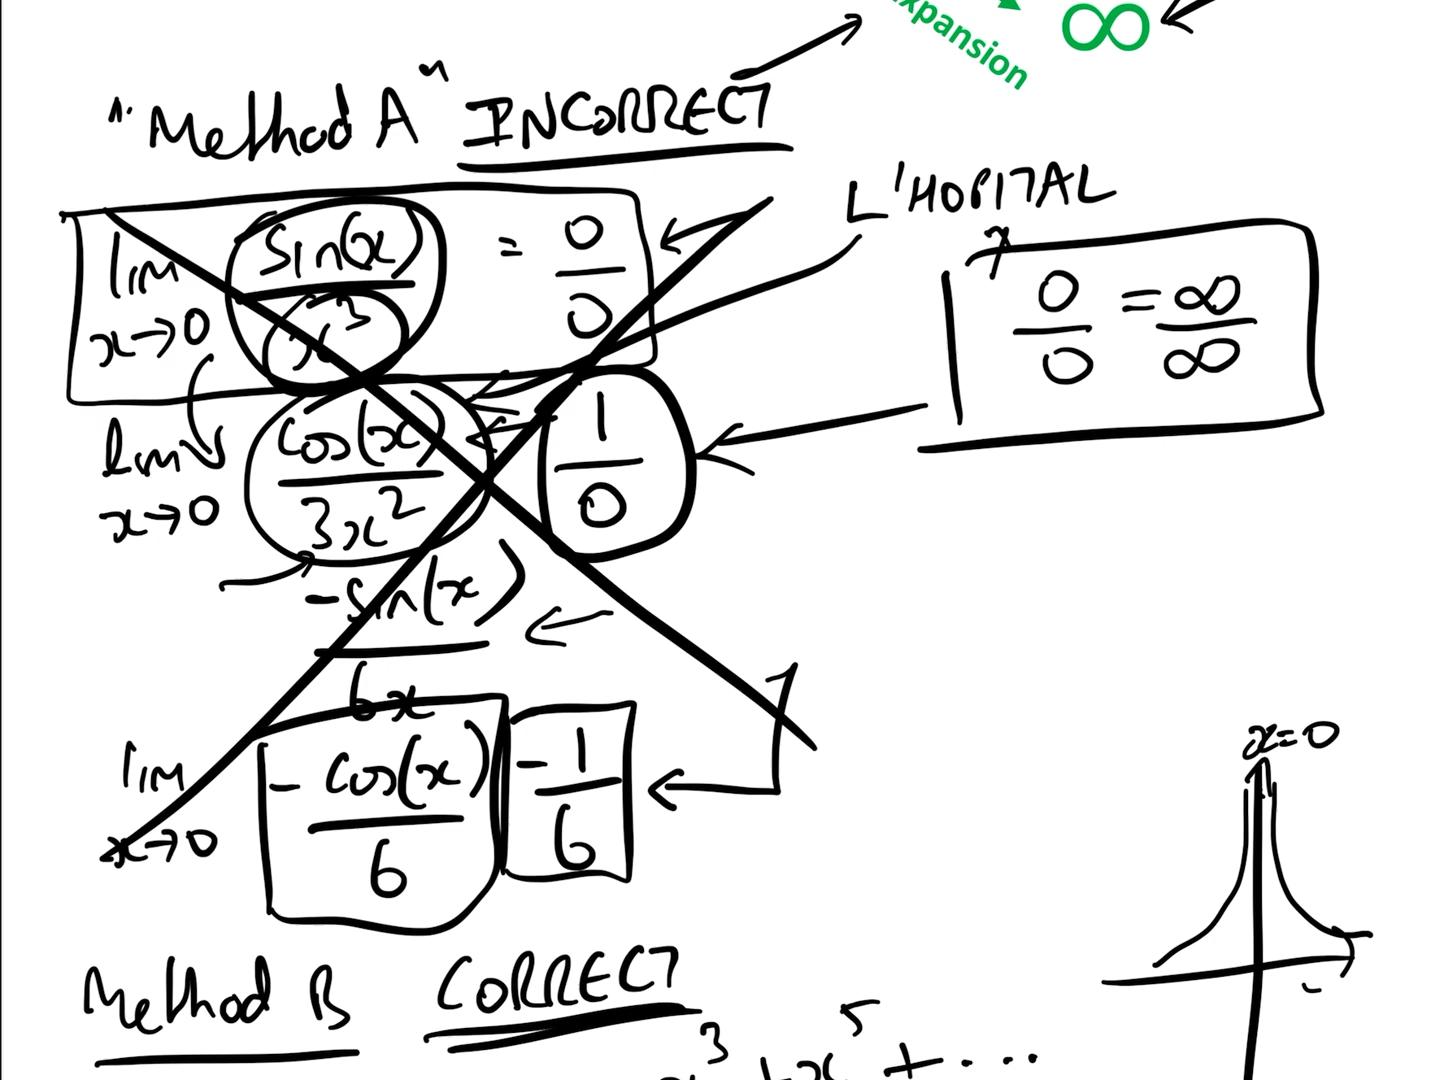 xpansion
∞
"Method A" INCORRECT
L'HOPITAL
lim x→0 sin(x)/x³ = 0/0
0/0 = ∞/∞
lim x→0 cos(x)/3x² 1/0
-sin(x)/6x
lim x→0 -cos(x)/6 -1/6
x=0
Method B CORRECT